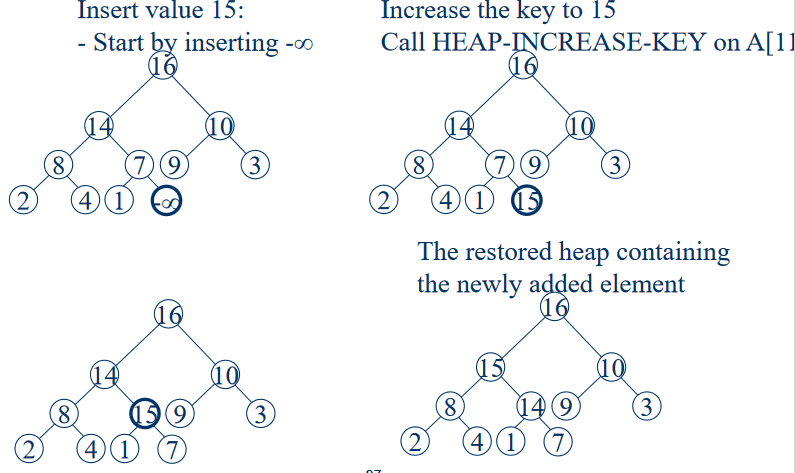 Insert value 15:
- Start by inserting -∞
16
14 10
8 7 9 3
2 4 1 -∞
Increase the key to 15
Call HEAP-INCREASE-KEY on A[11
16
14 10
8 7 9 3
2 4 1 15
16
14 10
8 15 9 3
2 4 1 7
The restored heap containing
the newly added element
16
15 10
8 14 9 3
2 4 1 7